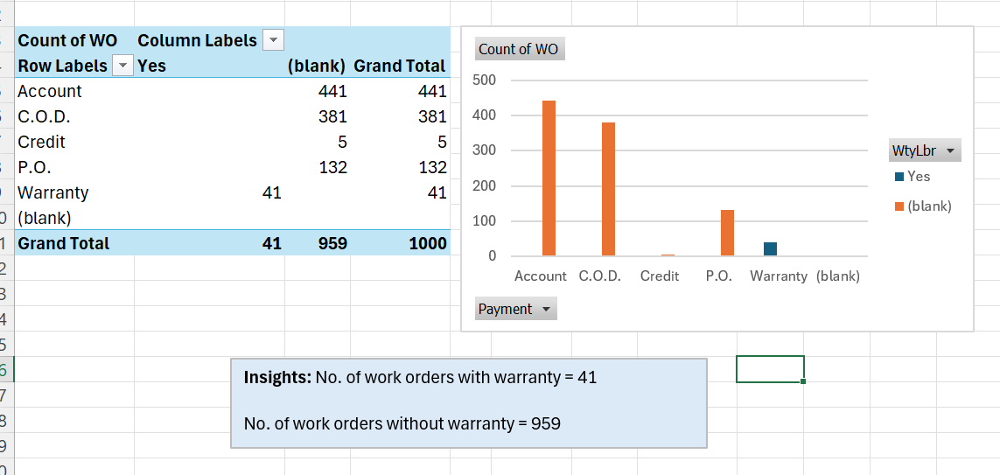 Count of WO Column Labels
Row Labels Yes (blank) Grand Total
Account 441 441
C.O.D. 381 381
Credit 5 5
P.O. 132 132
Warranty 41 41
(blank)
Grand Total 41 959 1000
Count of WO
500
400
300
200
100
0
Account C.O.D. Credit P.O. Warranty (blank)
WtyLbr
Yes
(blank)
Payment
Insights: No. of work orders with warranty = 41
No. of work orders without warranty = 959